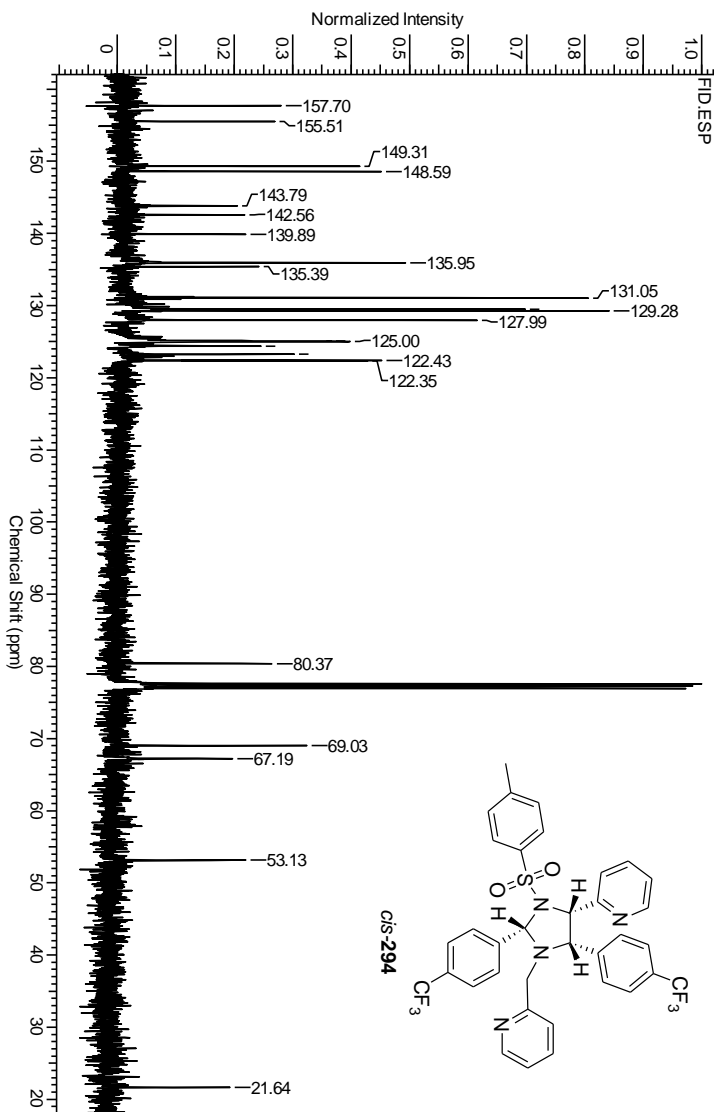 FID.ESP
Normalized Intensity
1.0
0.9
0.8
0.7
0.6
0.5
0.4
0.3
0.2
0.1
0
157.70
155.51
149.31
148.59
143.79
142.56
139.89
135.95
135.39
131.05
129.28
127.99
125.00
122.43
122.35
80.37
69.03
67.19
53.13
21.64
150
140
130
120
110
100
90
80
70
60
50
40
30
20
Chemical Shift (ppm)
H
N
S
O
O
N
H
N
H
CF3
CF3
N
cis-294